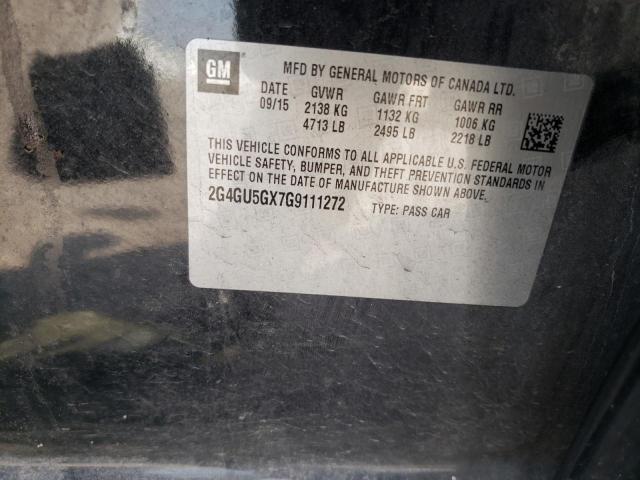 GM
MFD BY GENERAL MOTORS OF CANADA LTD.
DATE GVWR GAWR FRT GAWR RR
09/15 2138 KG 1132 KG 1006 KG
4713 LB 2495 LB 2218 LB
THIS VEHICLE CONFORMS TO ALL APPLICABLE U.S. FEDERAL MOTOR
VEHICLE SAFETY, BUMPER, AND THEFT PREVENTION STANDARDS IN
EFFECT ON THE DATE OF MANUFACTURE SHOWN ABOVE.
2G4GU5GX7G9111272 TYPE: PASS CAR